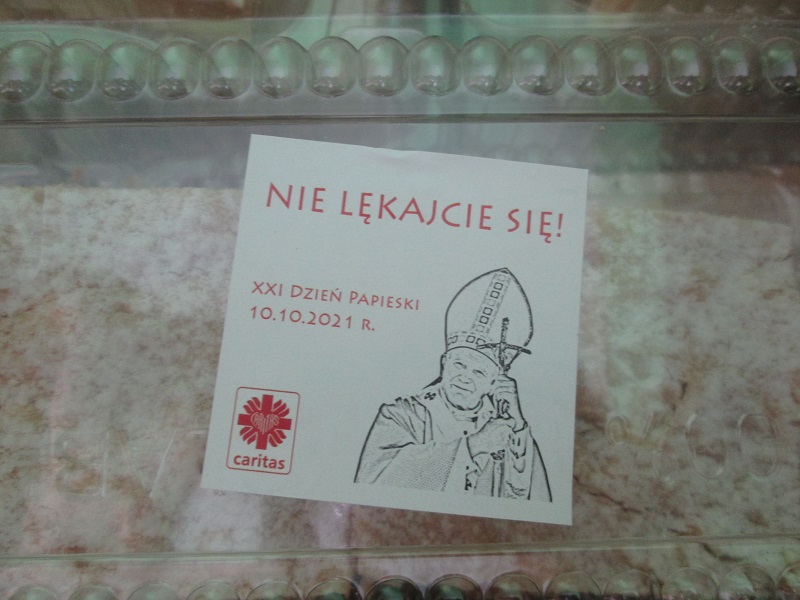 NIE LĘKAJCIE SIĘ!
XXI DZIEŃ PAPIESKI
10.10.2021 R.
caritas